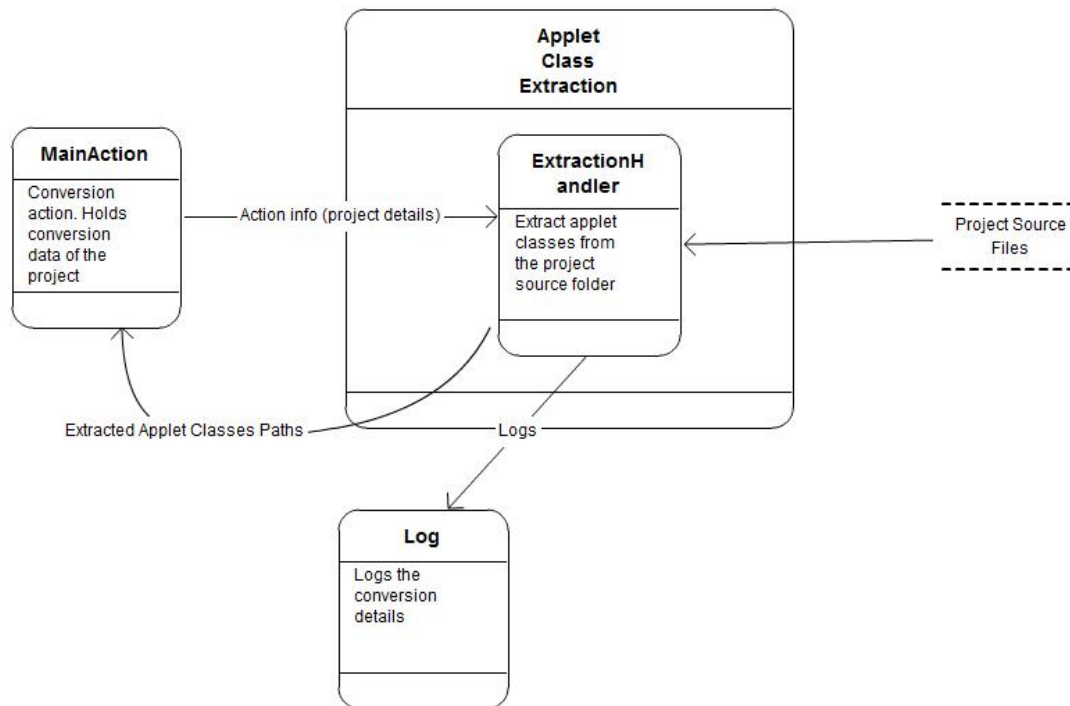 Applet
Class
Extraction
MainAction
Conversion
action. Holds
conversion
data of the
project
Action info (project details)
ExtractionH
andler
Extract applet
classes from
the project
source folder
Project Source
Files
Extracted Applet Classes Paths
Logs
Log
Logs the
conversion
details